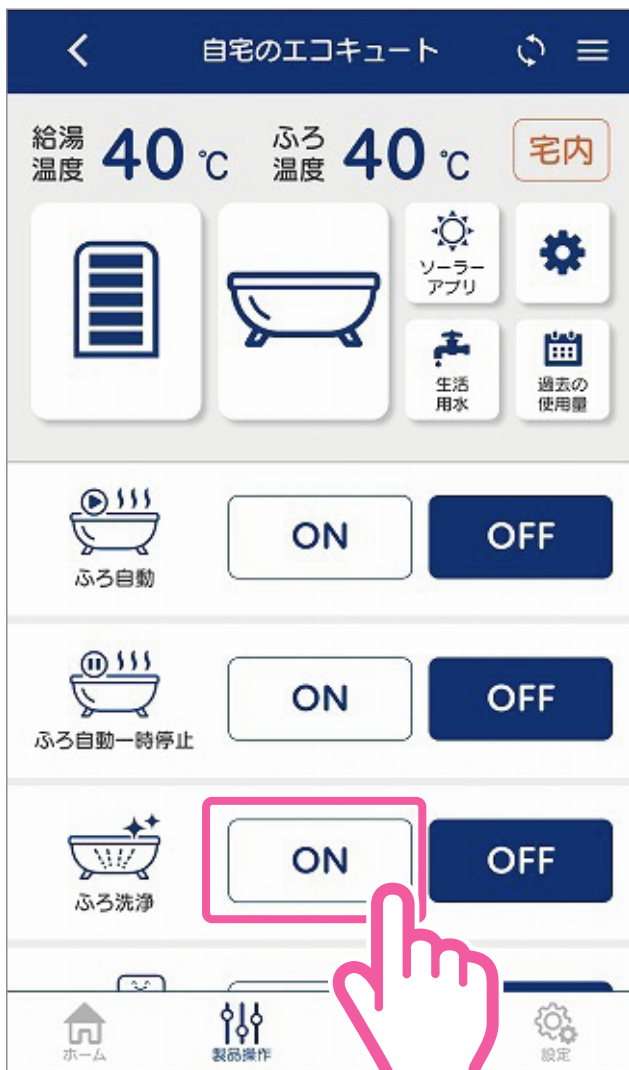 自宅のエコキュート
給湯
温度 40 ℃
ふろ
温度 40 ℃
宅内
ソーラー
アプリ
生活
用水
過去の
使用量
ふろ自動
ON
OFF
ふろ自動一時停止
ON
OFF
ふろ洗浄
ON
OFF
ホーム
製品操作
設定